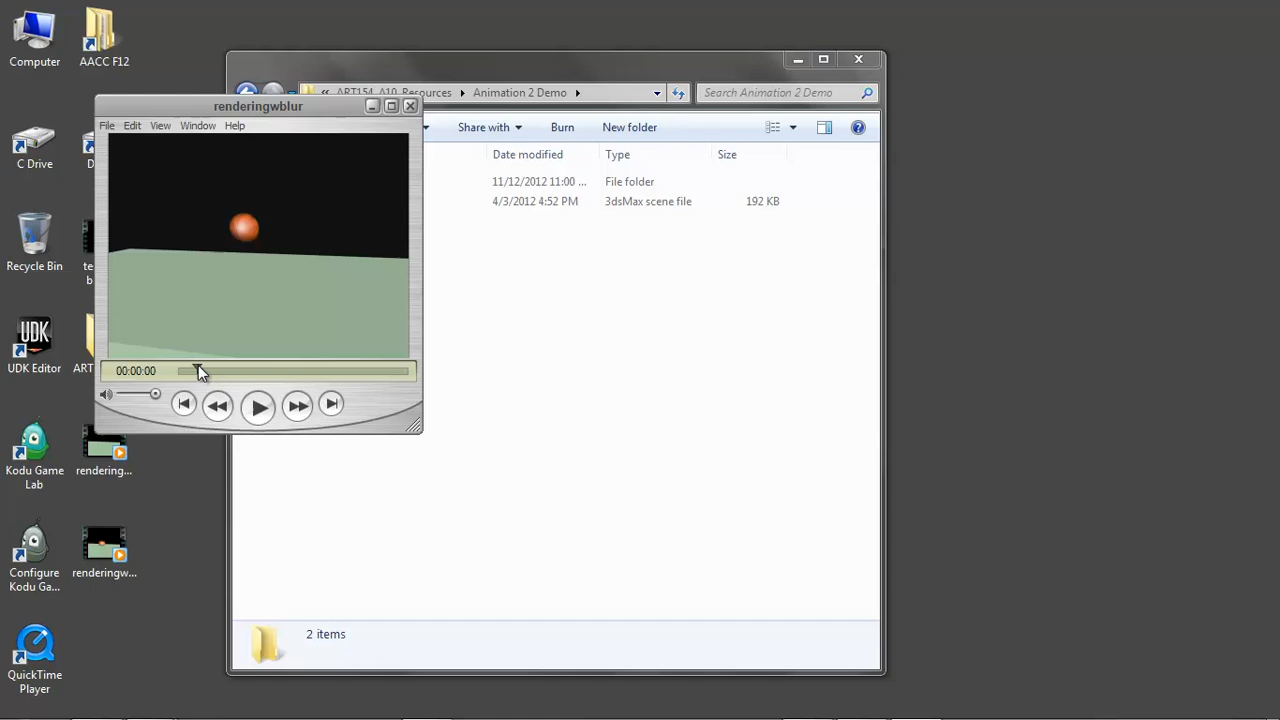 Computer
AACC F12
C Drive
D
Recycle Bin
te
b
UDK
UDK Editor
ART
Kodu Game
Lab
rendering...
Configure
Kodu Ga...
renderingw...
QuickTime
Player
renderingwblur
File Edit View Window Help
00:00:00
« ART154_A10_Resources Animation 2 Demo
Search Animation 2 Demo
Share with Burn New folder
Date modified Type Size
11/12/2012 11:00 ... File folder
4/3/2012 4:52 PM 3dsMax scene file 192 KB
2 items